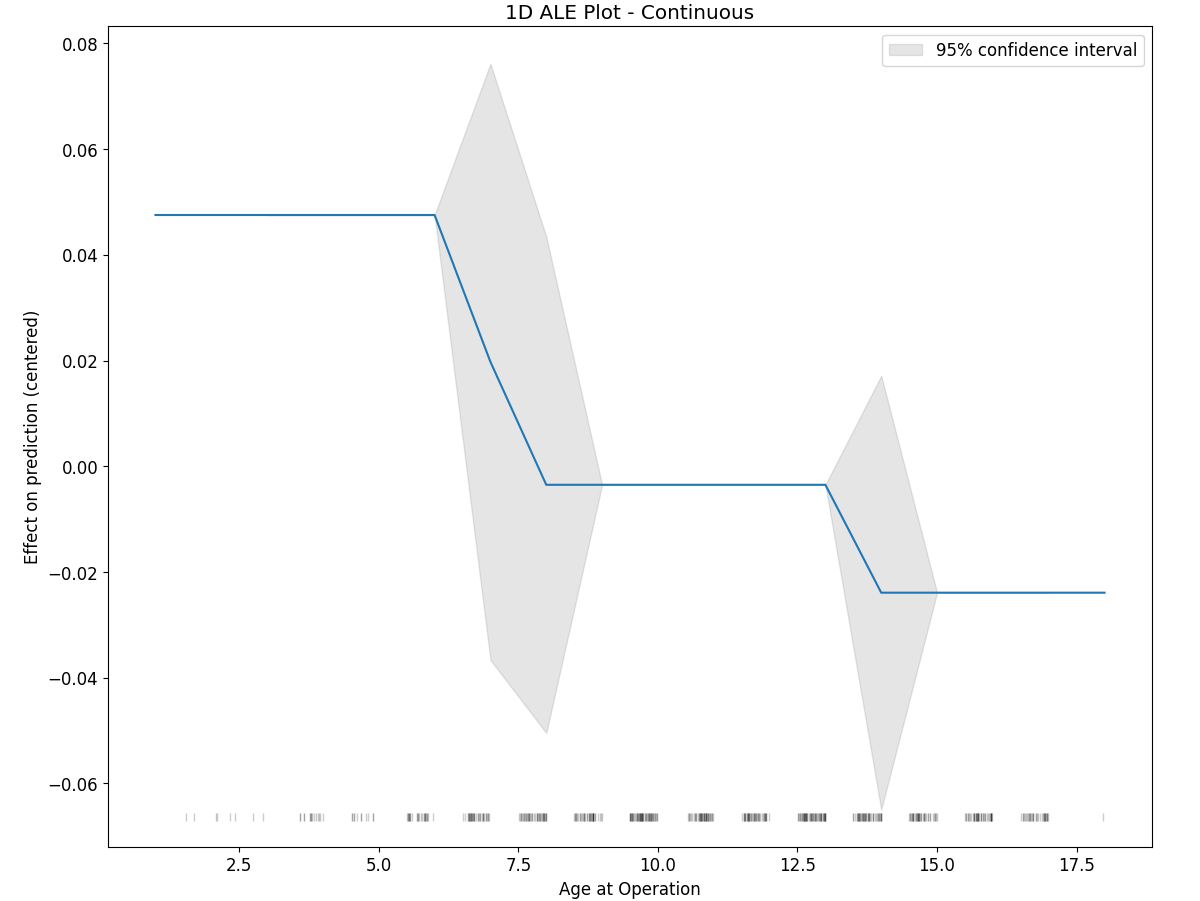 1D ALE Plot - Continuous
95% confidence interval
0.08
0.06
0.04
0.02
0.00
−0.02
−0.04
−0.06
Effect on prediction (centered)
2.5 5.0 7.5 10.0 12.5 15.0 17.5
Age at Operation